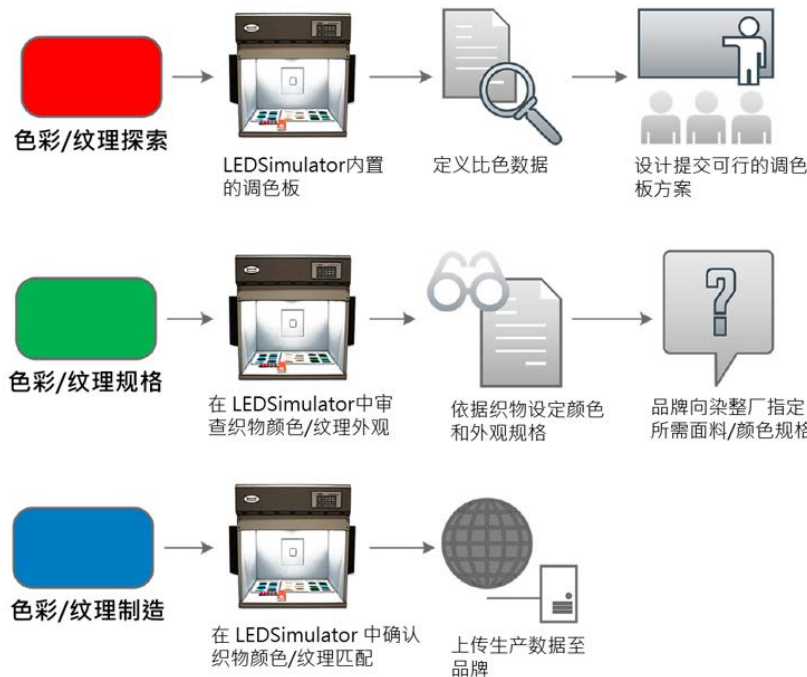 色彩/纹理探索
LEDSimulator内置
的调色板
定义比色数据
设计提交可行的调色
板方案
色彩/纹理规格
在 LEDSimulator中审
查织物颜色/纹理外观
依据织物设定颜色
和外观规格
品牌向染整厂指定
所需面料/颜色规格
?
色彩/纹理制造
在 LEDSimulator 中确认
织物颜色/纹理匹配
上传生产数据至
品牌